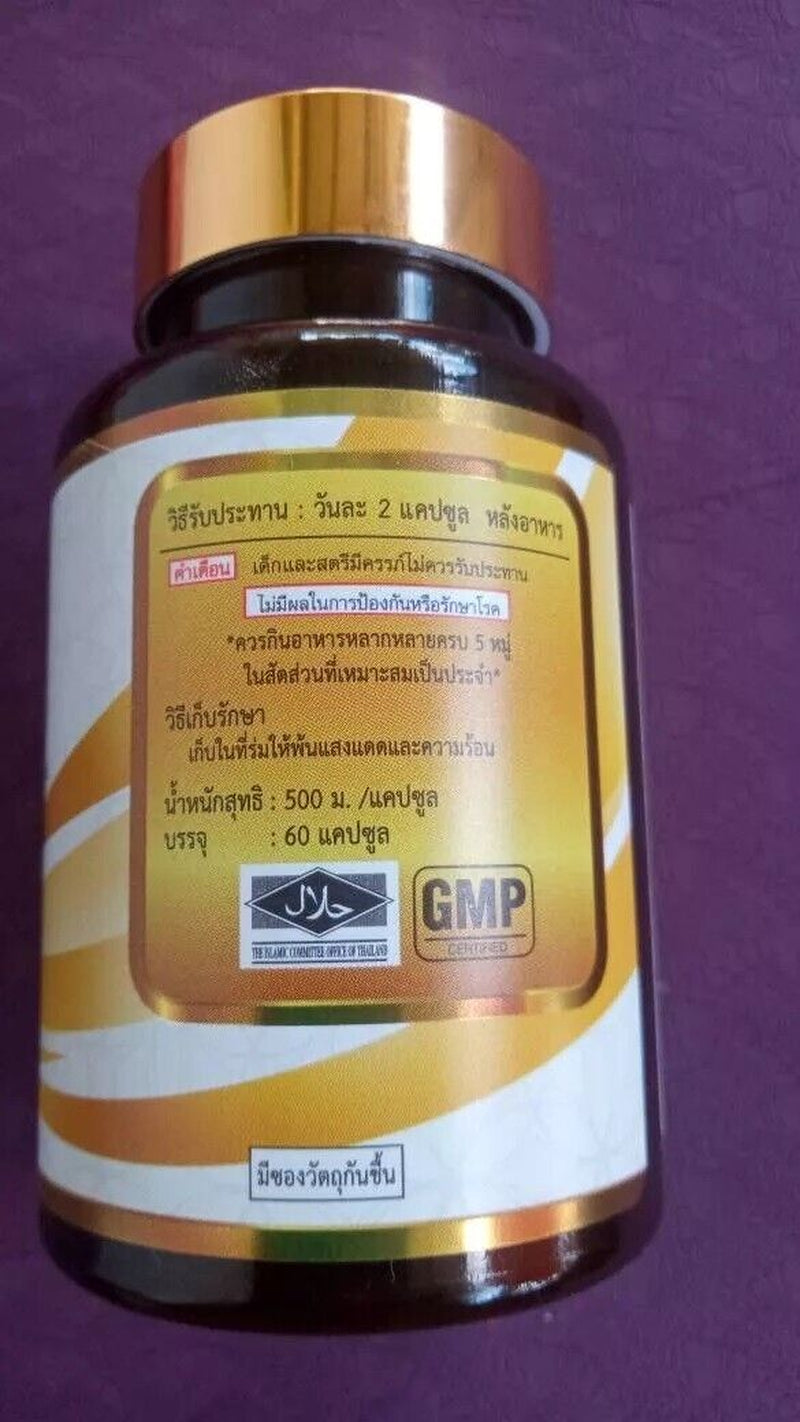 วิธีรับประทาน : วันละ 2 แคปซูล หลังอาหาร
คำเตือน เด็กและสตรีมีครรภ์ไม่ควรรับประทาน
ไม่มีผลในการป้องกันหรือรักษาโรค
*ควรกินอาหารหลากหลายครบ 5 หมู่
ในสัดส่วนที่เหมาะสมเป็นประจำ*
วิธีเก็บรักษา
เก็บในที่ร่มให้พ้นแสงแดดและความร้อน
น้ำหนักสุทธิ : 500 ม. /แคปซูล
บรรจุ : 60 แคปซูล
حلال
THE ISLAMIC COMMITTEE OFFICE OF THAILAND
GMP
CERTIFIED
มีซองวัตถุกันชื้น